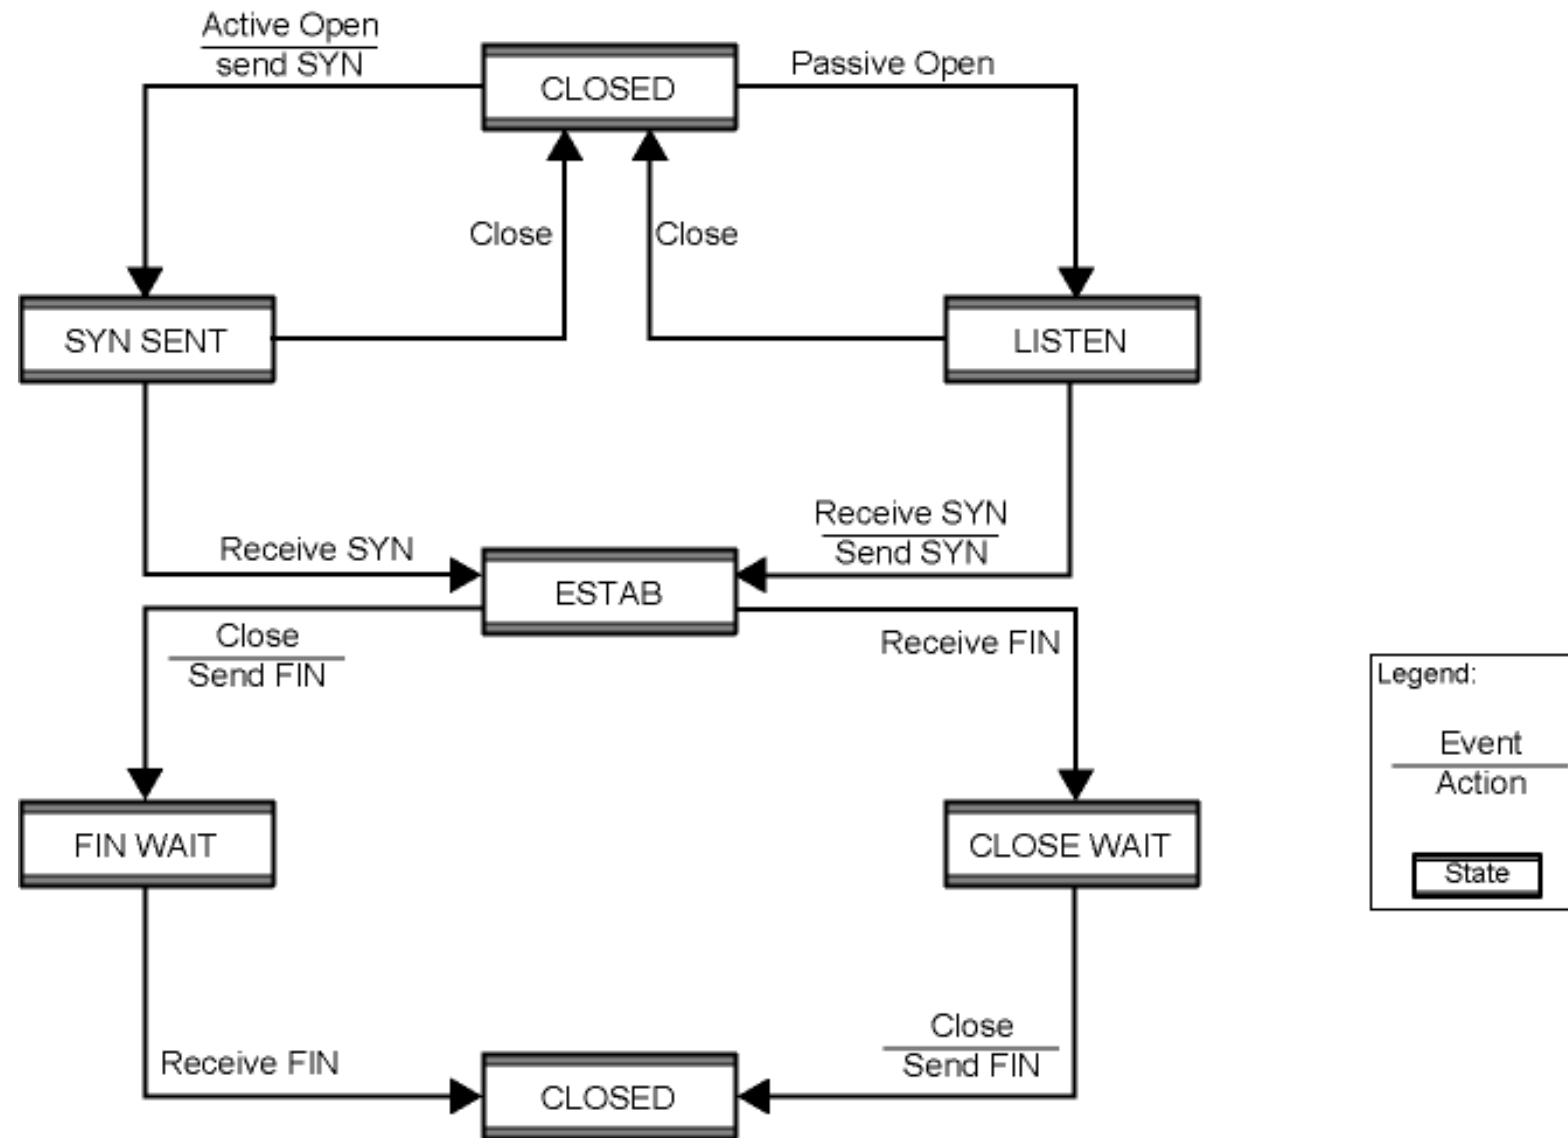 Active Open
send SYN
CLOSED
Passive Open
Close
Close
SYN SENT
LISTEN
Receive SYN
Receive SYN
Send SYN
ESTAB
Close
Send FIN
Receive FIN
Legend:
Event
Action
State
FIN WAIT
CLOSE WAIT
Receive FIN
Close
Send FIN
CLOSED